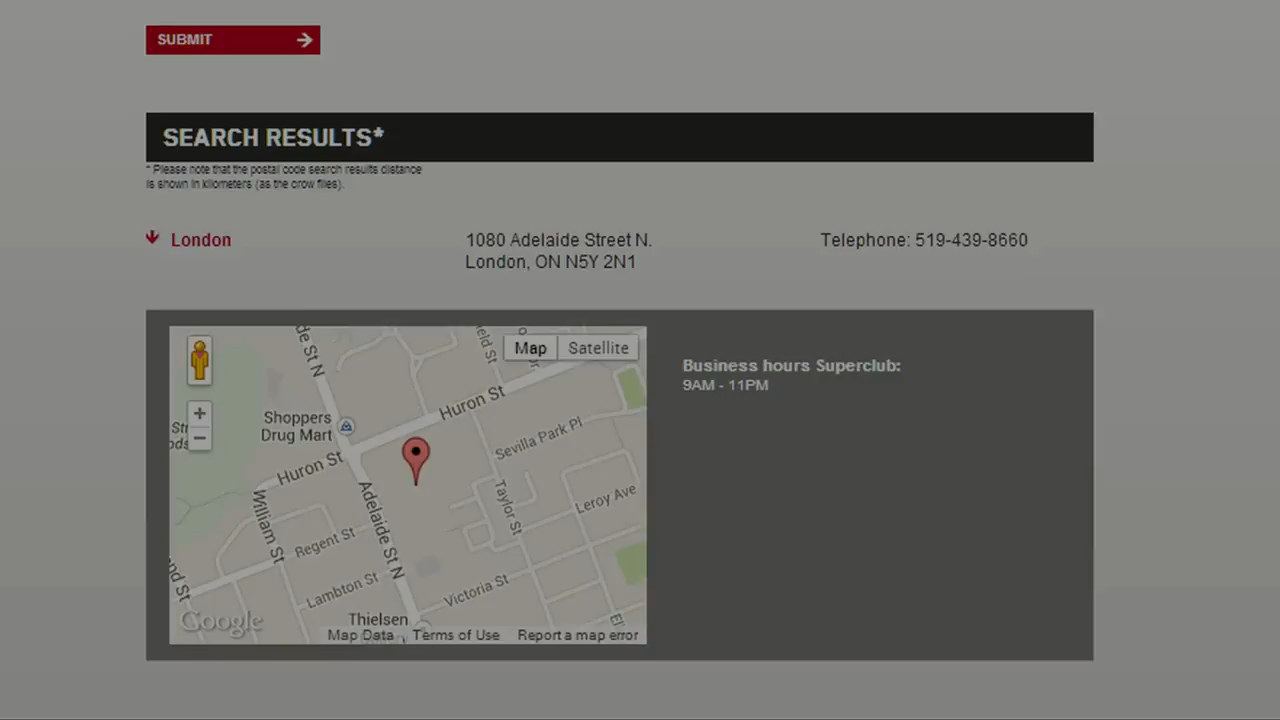 SUBMIT
SEARCH RESULTS*
* Please note that the postal code search results distance
is shown in kilometers (as the crow flies).
London
1080 Adelaide Street N.
London, ON N5Y 2N1
Telephone: 519-439-8660
Map
Satellite
Business hours Superclub:
9AM - 11PM
de St N
Huron St
Shoppers
Drug Mart
Sevilla Park Pl
Huron St
Adelaide St N
Taylor St
Leroy Ave
William St
Regent St
Lambton St
Victoria St
Thielsen
Google
Map Data
Terms of Use
Report a map error